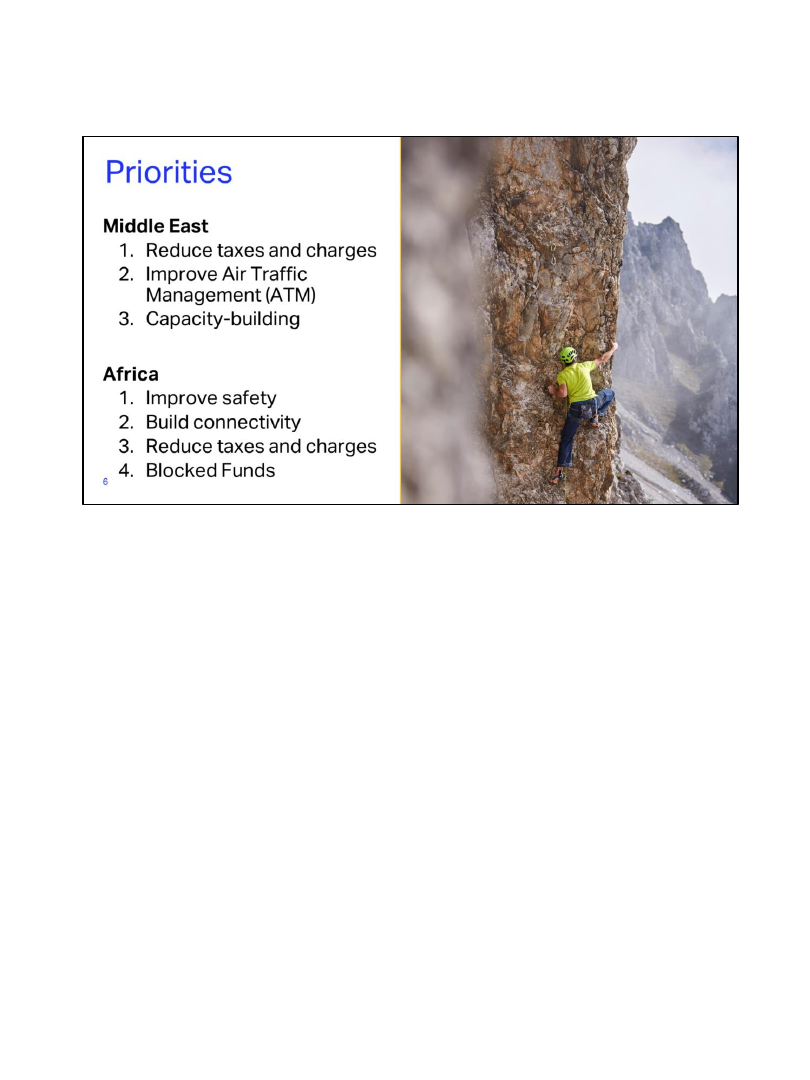 Priorities
Middle East
1. Reduce taxes and charges
2. Improve Air Traffic
Management (ATM)
3. Capacity-building
Africa
1. Improve safety
2. Build connectivity
3. Reduce taxes and charges
4. Blocked Funds
6